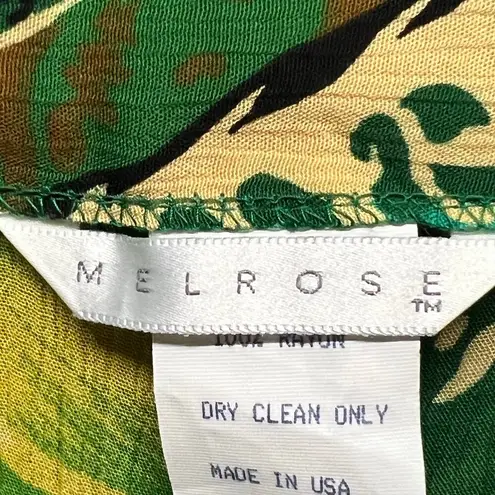 MELROSE
TM
100% RAYON
DRY CLEAN ONLY
MADE IN USA